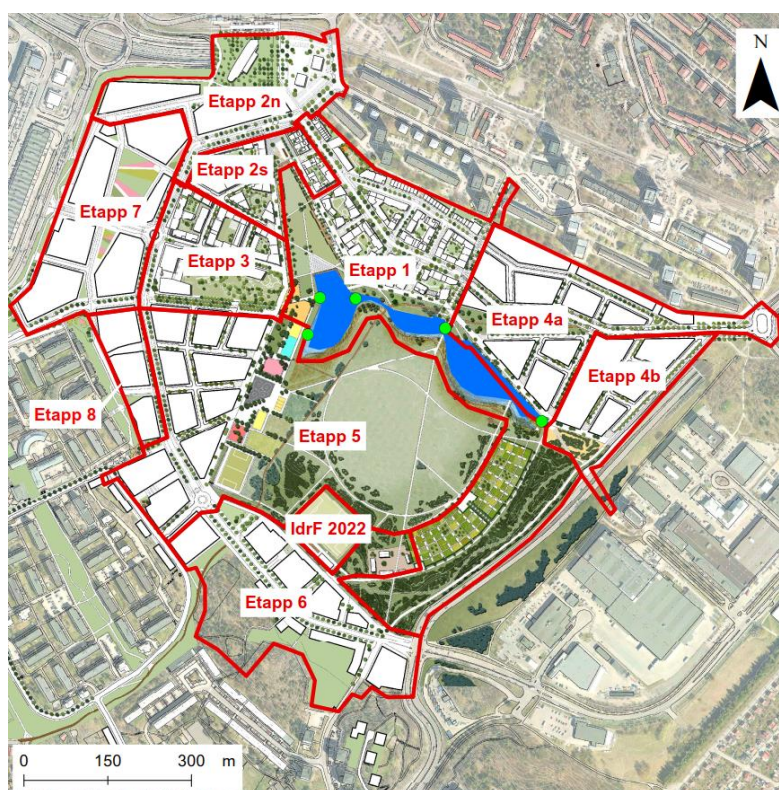 N
Etapp 2n
Etapp 2s
Etapp 7
Etapp 3
Etapp 1
Etapp 4a
Etapp 4b
Etapp 8
Etapp 5
IdrF 2022
Etapp 6
0 150 300 m